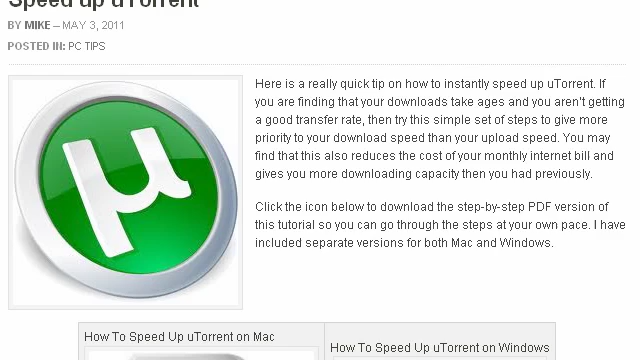 Speed up uTorrent
BY MIKE – MAY 3, 2011
POSTED IN: PC TIPS
Here is a really quick tip on how to instantly speed up uTorrent. If
you are finding that your downloads take ages and you aren't getting
a good transfer rate, then try this simple set of steps to give more
priority to your download speed than your upload speed. You may
find that this also reduces the cost of your monthly internet bill and
gives you more downloading capacity then you had previously.
Click the icon below to download the step-by-step PDF version of
this tutorial so you can go through the steps at your own pace. I have
included separate versions for both Mac and Windows.
How To Speed Up uTorrent on Mac
How To Speed Up uTorrent on Windows